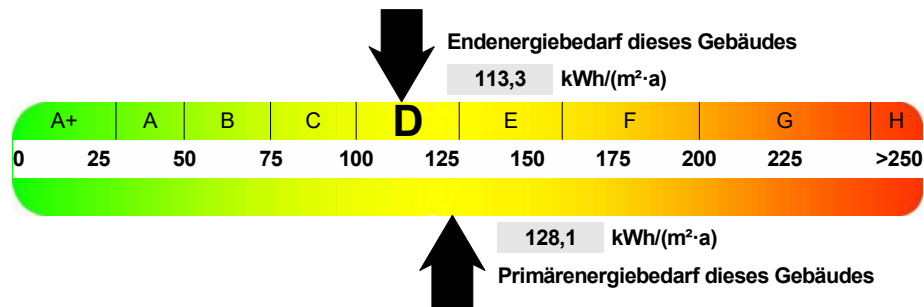 Endenergiebedarf dieses Gebäudes
113,3 kWh/(m²·a)
A+ A B C D E F G H
0 25 50 75 100 125 150 175 200 225 >250
128,1 kWh/(m²·a)
Primärenergiebedarf dieses Gebäudes